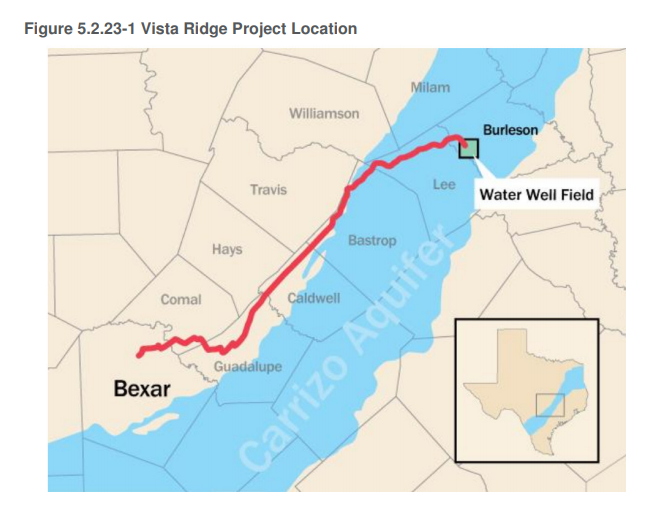 Figure 5.2.23-1 Vista Ridge Project Location
Milam
Williamson
Burleson
Travis
Lee
Water Well Field
Hays
Bastrop
Comal
Caldwell
Guadalupe
Bexar
Carrizo Aquifer